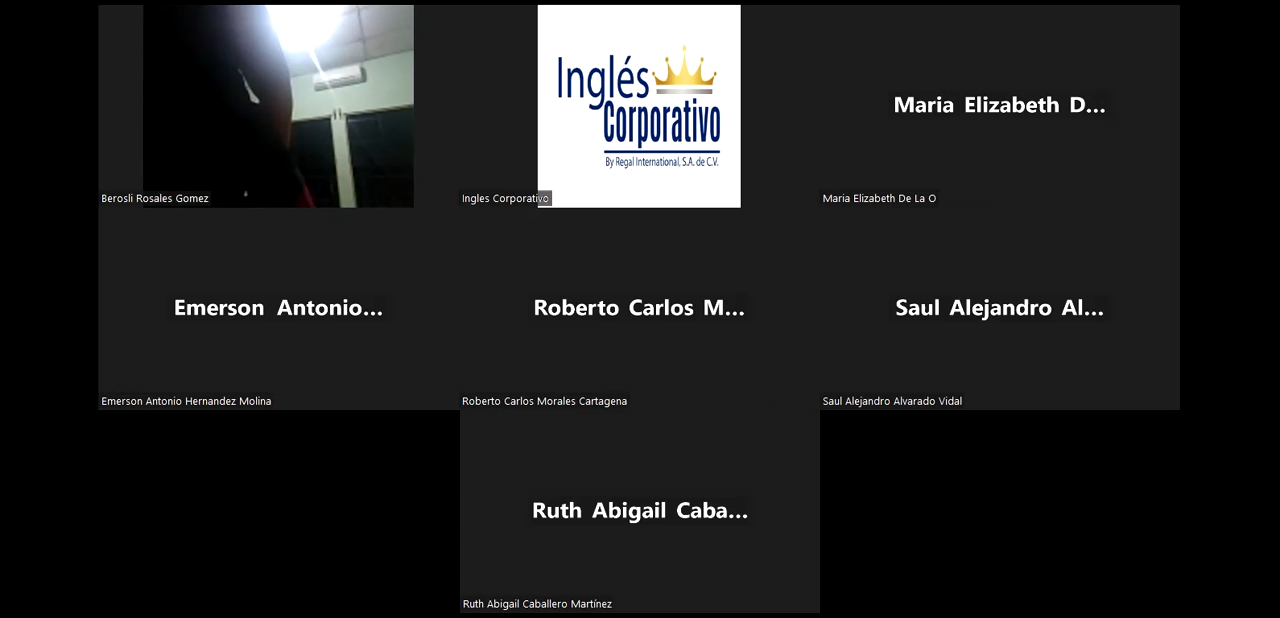 Inglés
Corporativo
By Regal International, S.A. de C.V.
Maria Elizabeth D...
Berosli Rosales Gomez
Ingles Corporativo
Maria Elizabeth De La O
Emerson Antonio...
Roberto Carlos M...
Saul Alejandro Al...
Emerson Antonio Hernandez Molina
Roberto Carlos Morales Cartagena
Saul Alejandro Alvarado Vidal
Ruth Abigail Caba...
Ruth Abigail Caballero Martínez